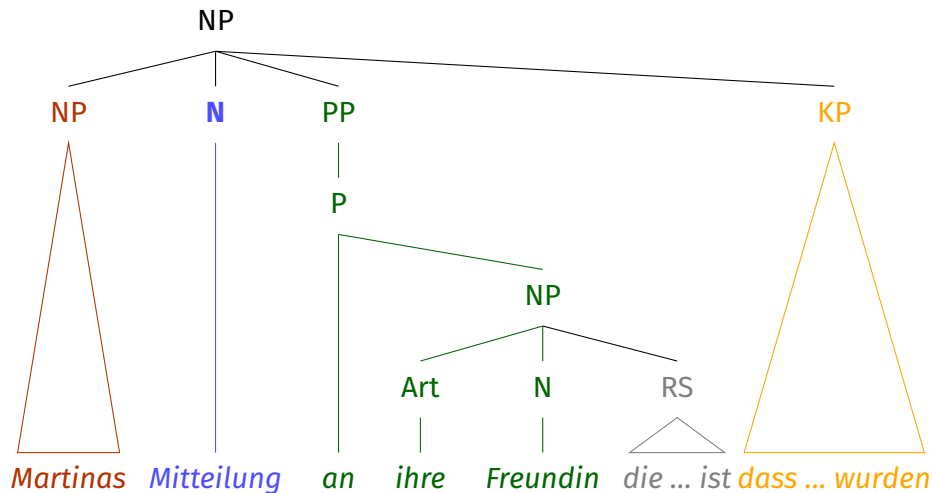 NP
NP N PP KP
P
NP
Art N RS
Martinas Mitteilung an ihre Freundin die ... ist dass ... wurden